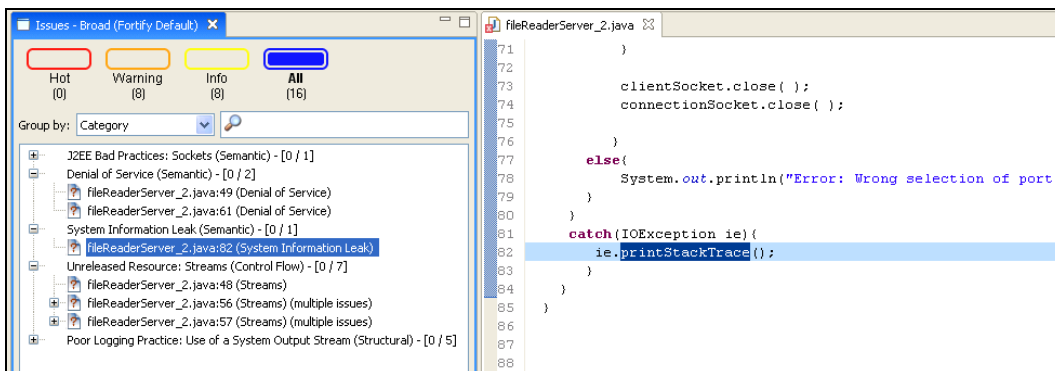 Issues - Broad (Fortify Default)
Hot
(0)
Warning
(8)
Info
(8)
All
(16)
Group by: Category
J2EE Bad Practices: Sockets (Semantic) - [0 / 1]
Denial of Service (Semantic) - [0 / 2]
fileReaderServer_2.java:49 (Denial of Service)
fileReaderServer_2.java:61 (Denial of Service)
System Information Leak (Semantic) - [0 / 1]
fileReaderServer_2.java:82 (System Information Leak)
Unreleased Resource: Streams (Control Flow) - [0 / 7]
fileReaderServer_2.java:48 (Streams)
fileReaderServer_2.java:56 (Streams) (multiple issues)
fileReaderServer_2.java:57 (Streams) (multiple issues)
Poor Logging Practice: Use of a System Output Stream (Structural) - [0 / 5]
fileReaderServer_2.java
71 }
72
73 clientSocket.close( );
74 connectionSocket.close( );
75
76 }
77 else{
78 System.out.println("Error: Wrong selection of port
79 }
80 }
81 catch(IOException ie){
82 ie.printStackTrace();
83 }
84 }
85 }
86
87
88